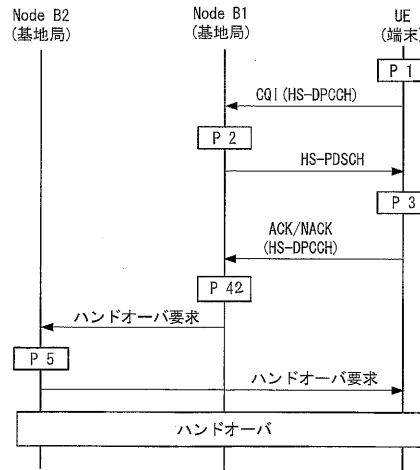 Node B2
(基地局)
Node B1
(基地局)
UE
(端末)
P 1
CQI(HS-DPCCH)
P 2
HS-PDSCH
P 3
ACK/NACK
(HS-DPCCH)
P 42
ハンドオーバ要求
P 5
ハンドオーバ要求
ハンドオーバ